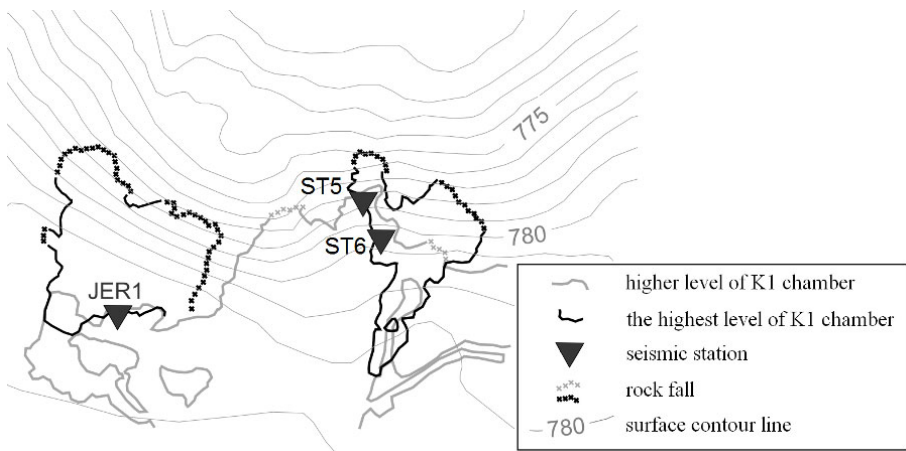 775
ST5
780
ST6
JER1
higher level of K1 chamber
the highest level of K1 chamber
seismic station
rock fall
780 surface contour line